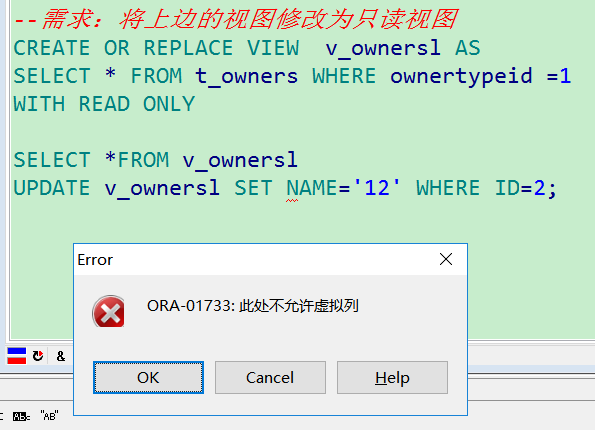 --需求：将上边的视图修改为只读视图
CREATE OR REPLACE VIEW  v_ownersl AS
SELECT * FROM t_owners WHERE ownertypeid =1
WITH READ ONLY
SELECT *FROM v_ownersl
UPDATE v_ownersl SET NAME='12' WHERE ID=2;
Error
ORA-01733: 此处不允许虚拟列
OK Cancel Help
&
"AB"